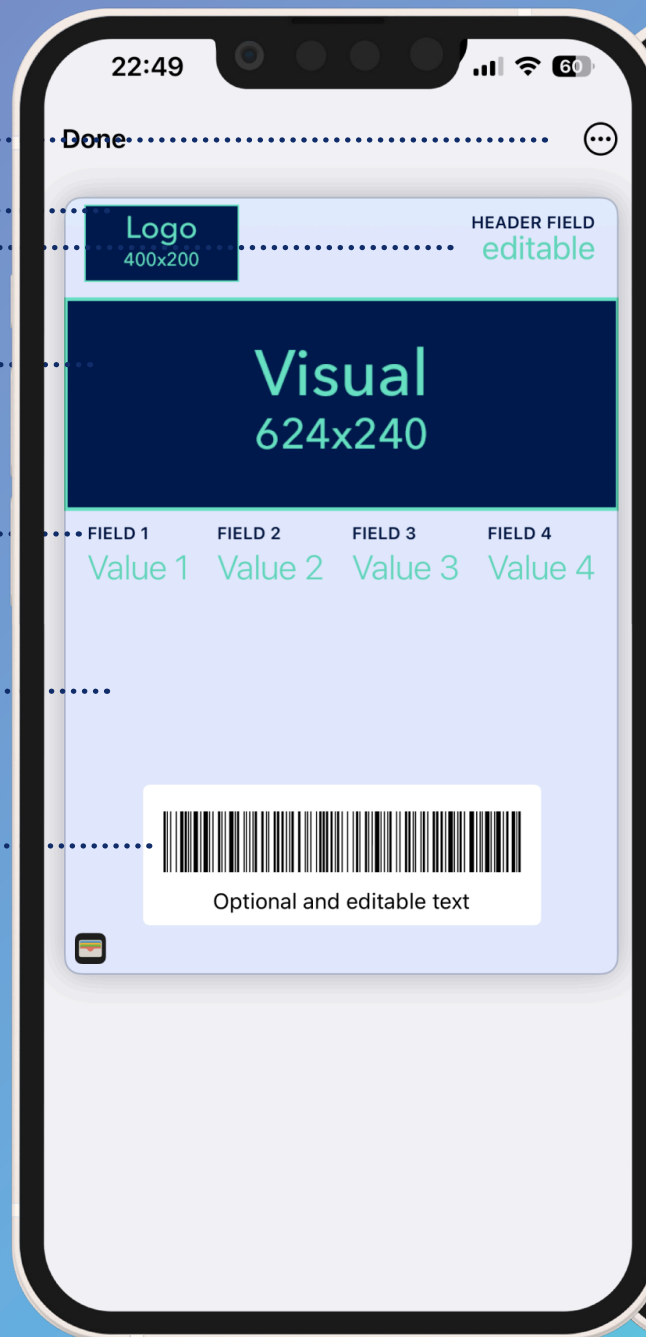 22:49
60
Done
Logo
400x200
HEADER FIELD
editable
Visual
624x240
FIELD 1 FIELD 2 FIELD 3 FIELD 4
Value 1 Value 2 Value 3 Value 4
Optional and editable text